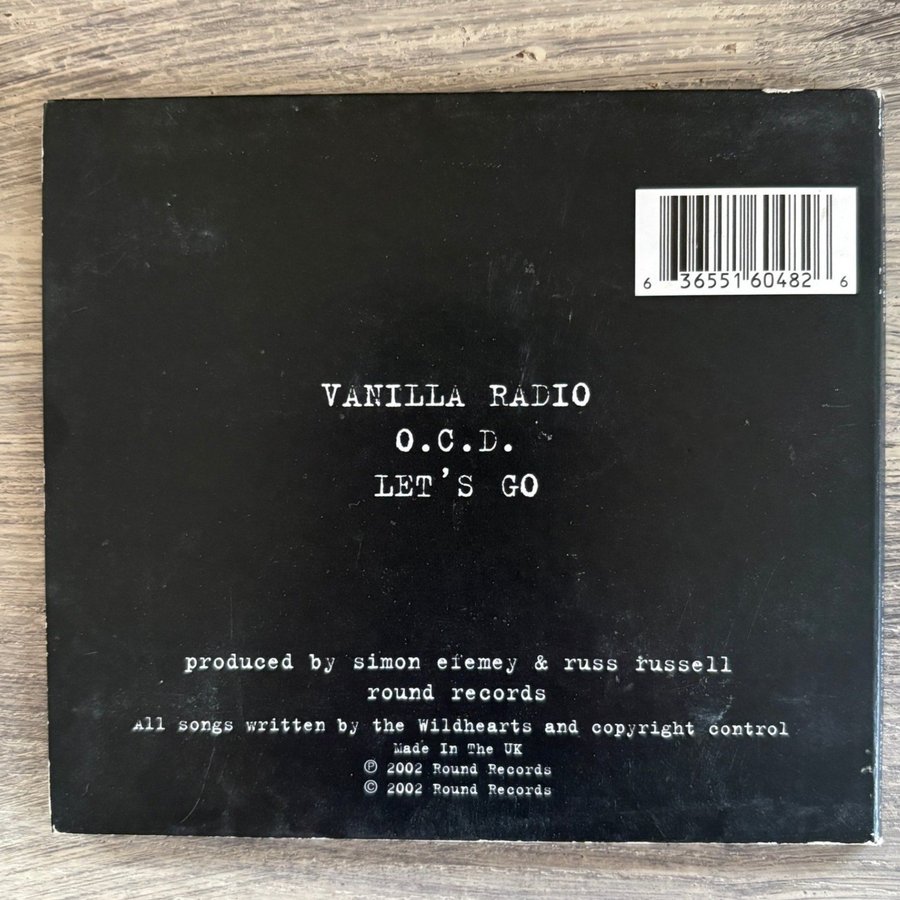 6 36551 60482 6
VANILLA RADIO
O.C.D.
LET'S GO
produced by simon efemey & russ russell
round records
All songs written by the Wildhearts and copyright control
Made In The UK
℗ 2002 Round Records
© 2002 Round Records